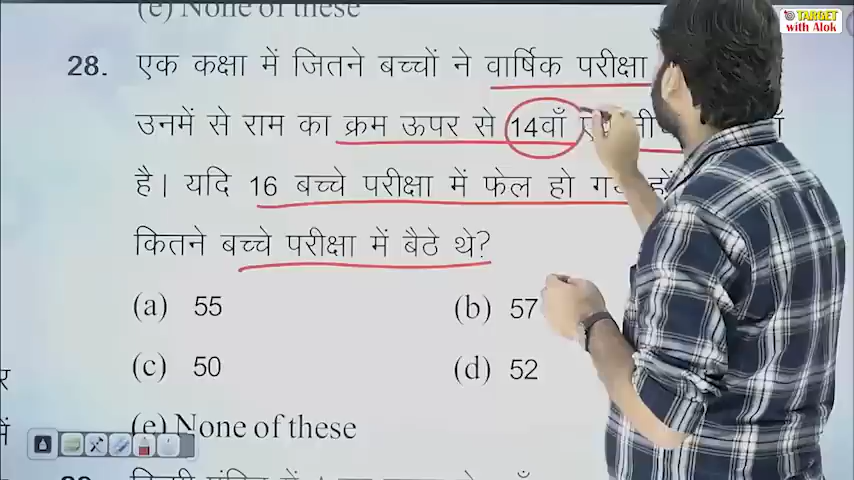 (e) None of these
TARGET
with Alok
28. एक कक्षा में जितने बच्चों ने वार्षिक परीक्षा
उनमें से राम का क्रम ऊपर से 14वाँ
है। यदि 16 बच्चे परीक्षा में फेल हो
कितने बच्चे परीक्षा में बैठे थे?
(a) 55 (b) 57
(c) 50 (d) 52
(e) None of these